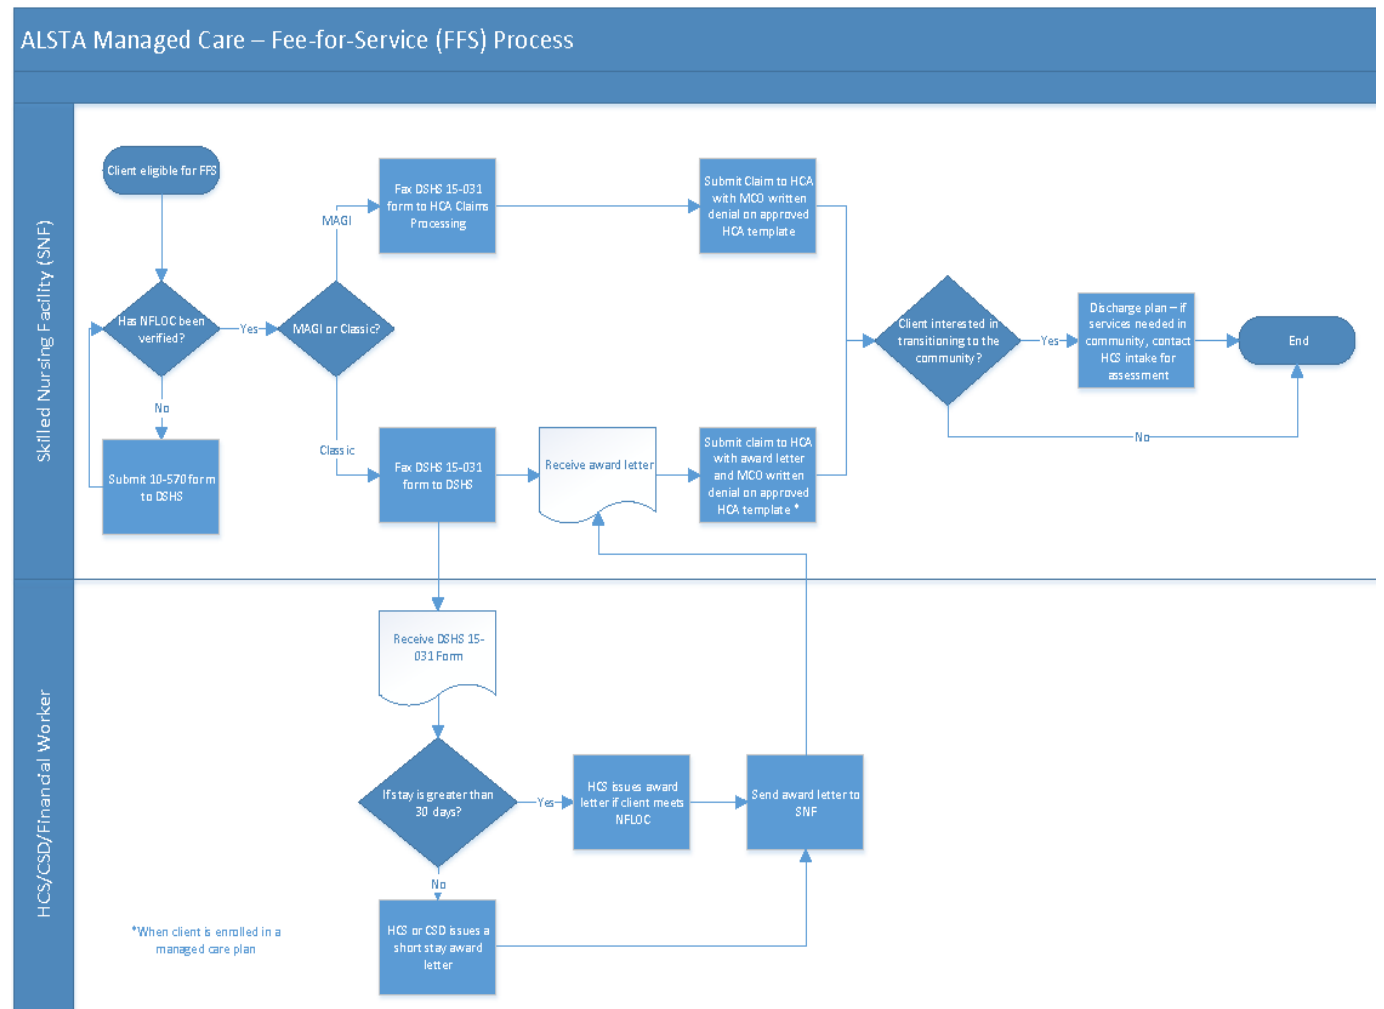 ALSTA Managed Care – Fee-for-Service (FFS) Process
Skilled Nursing Facility (SNF)
Client eligible for FFS
Has NFLOC been
verified?
Yes
No
Submit 10-570 form
to DSHS
MAGI or Classic?
MAGI
Classic
Fax DSHS 15-031
form to HCA Claims
Processing
Submit Claim to HCA
with MCO written
denial on approved
HCA template
Fax DSHS 15-031
form to DSHS
Receive award letter
Submit claim to HCA
with award letter
and MCO written
denial on approved
HCA template *
Client interested in
transitioning to the
community?
Yes
No
Discharge plan – if
services needed in
community, contact
HCS intake for
assessment
End
HCS/CSD/Financial Worker
Receive DSHS 15-
031 Form
If stay is greater than
30 days?
Yes
No
HCS issues award
letter if client meets
NFLOC
Send award letter to
SNF
HCS or CSD issues a
short stay award
letter
*When client is enrolled in a
managed care plan